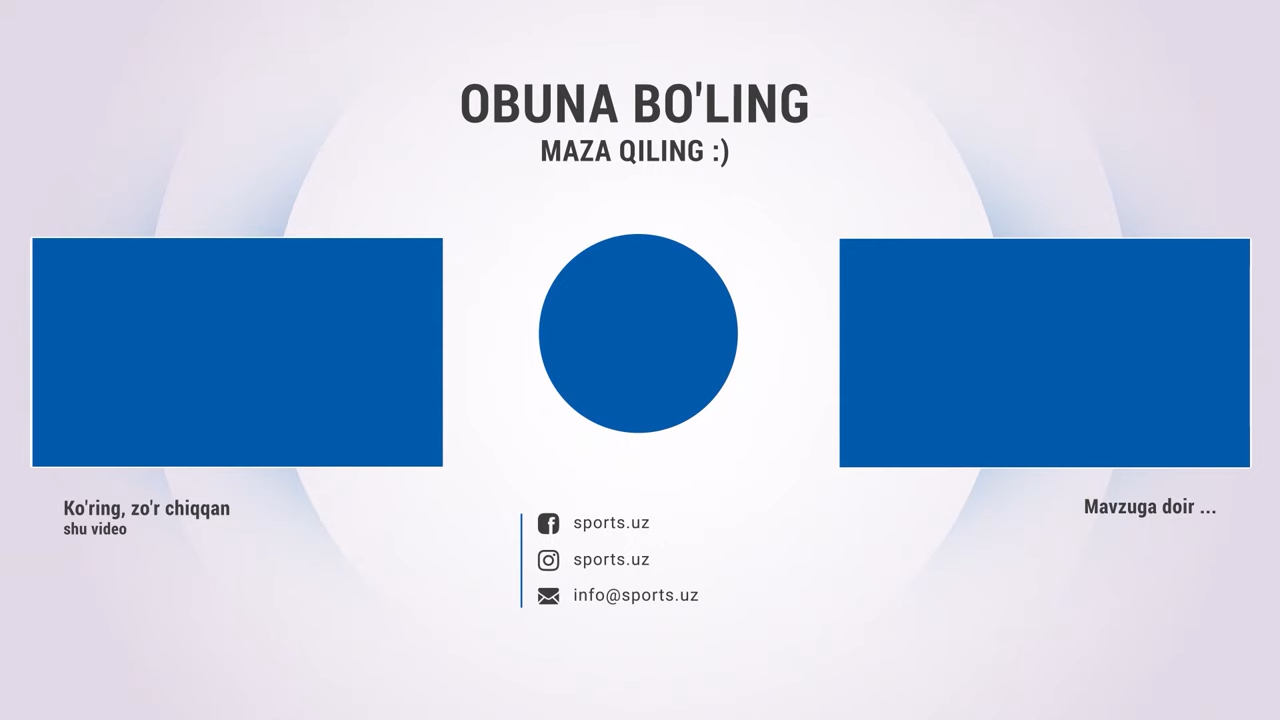 OBUNA BO'LING
MAZA QILING :)
Ko'ring, zo'r chiqqan
shu video
Mavzuga doir ...
sports.uz
sports.uz
info@sports.uz